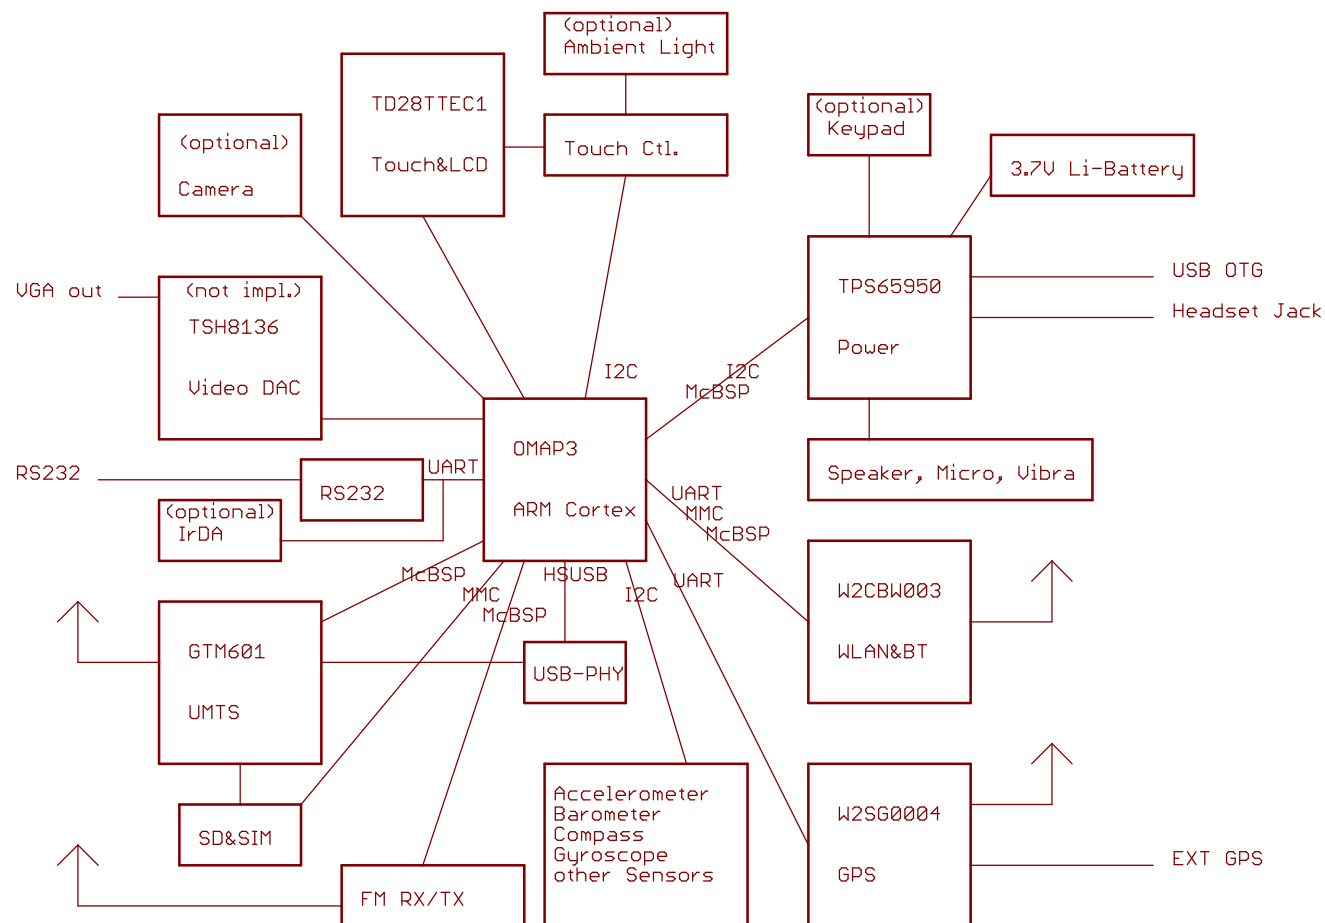 (optional)
Ambient Light
TD28TTEC1
Touch&LCD
(optional)
Keypad
(optional)
Camera
Touch Ctl.
3.7V Li-Battery
VGA out
(not impl.)
TSH8136
Video DAC
TPS65950
Power
USB OTG
Headset Jack
I2C
I2C
McBSP
OMAP3
ARM Cortex
RS232
RS232
UART
(optional)
IrDA
Speaker, Micro, Vibra
UART
MMC
McBSP
McBSP
MMC
McBSP
HSUSB
I2C
UART
W2CBW003
WLAN&BT
GTM601
UMTS
USB-PHY
SD&SIM
FM RX/TX
Accelerometer
Barometer
Compass
Gyroscope
other Sensors
W2SG0004
GPS
EXT GPS